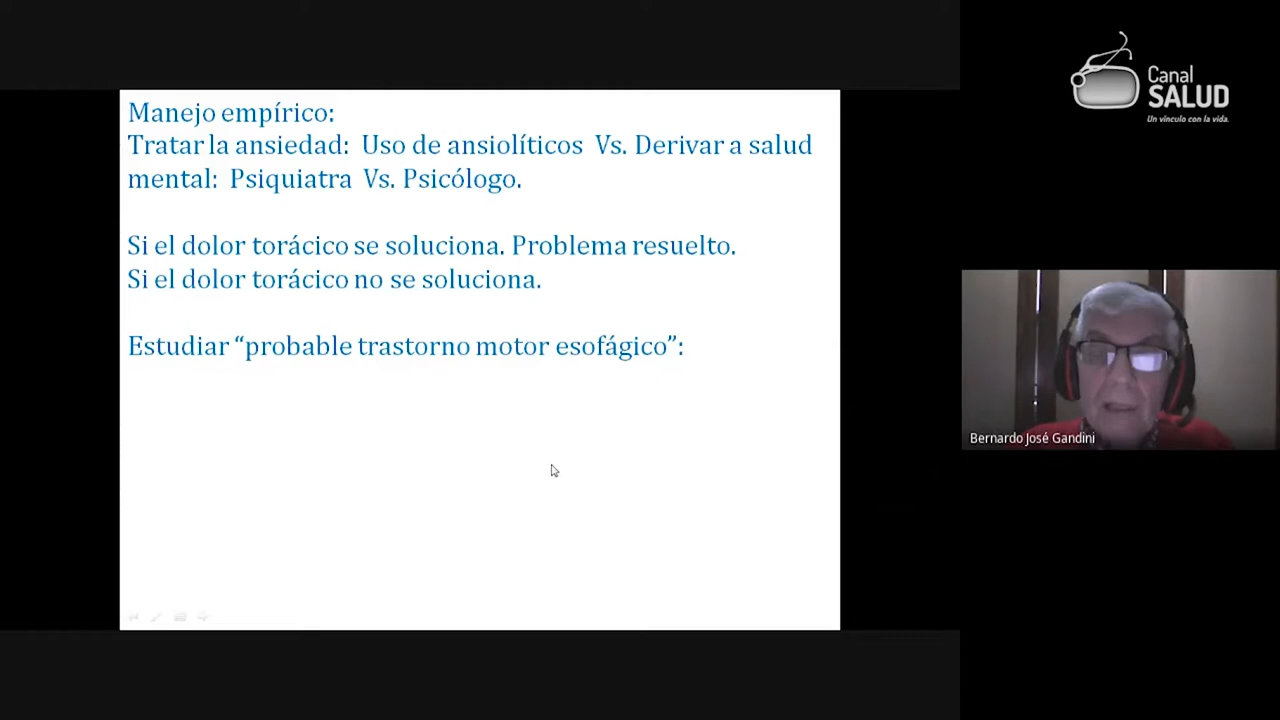 Manejo empírico:
Tratar la ansiedad:  Uso de ansiolíticos  Vs. Derivar a salud
mental:  Psiquiatra  Vs. Psicólogo.
Si el dolor torácico se soluciona. Problema resuelto.
Si el dolor torácico no se soluciona.
Estudiar “probable trastorno motor esofágico”:
Canal
SALUD
Un vínculo con la vida.
Bernardo José Gandini